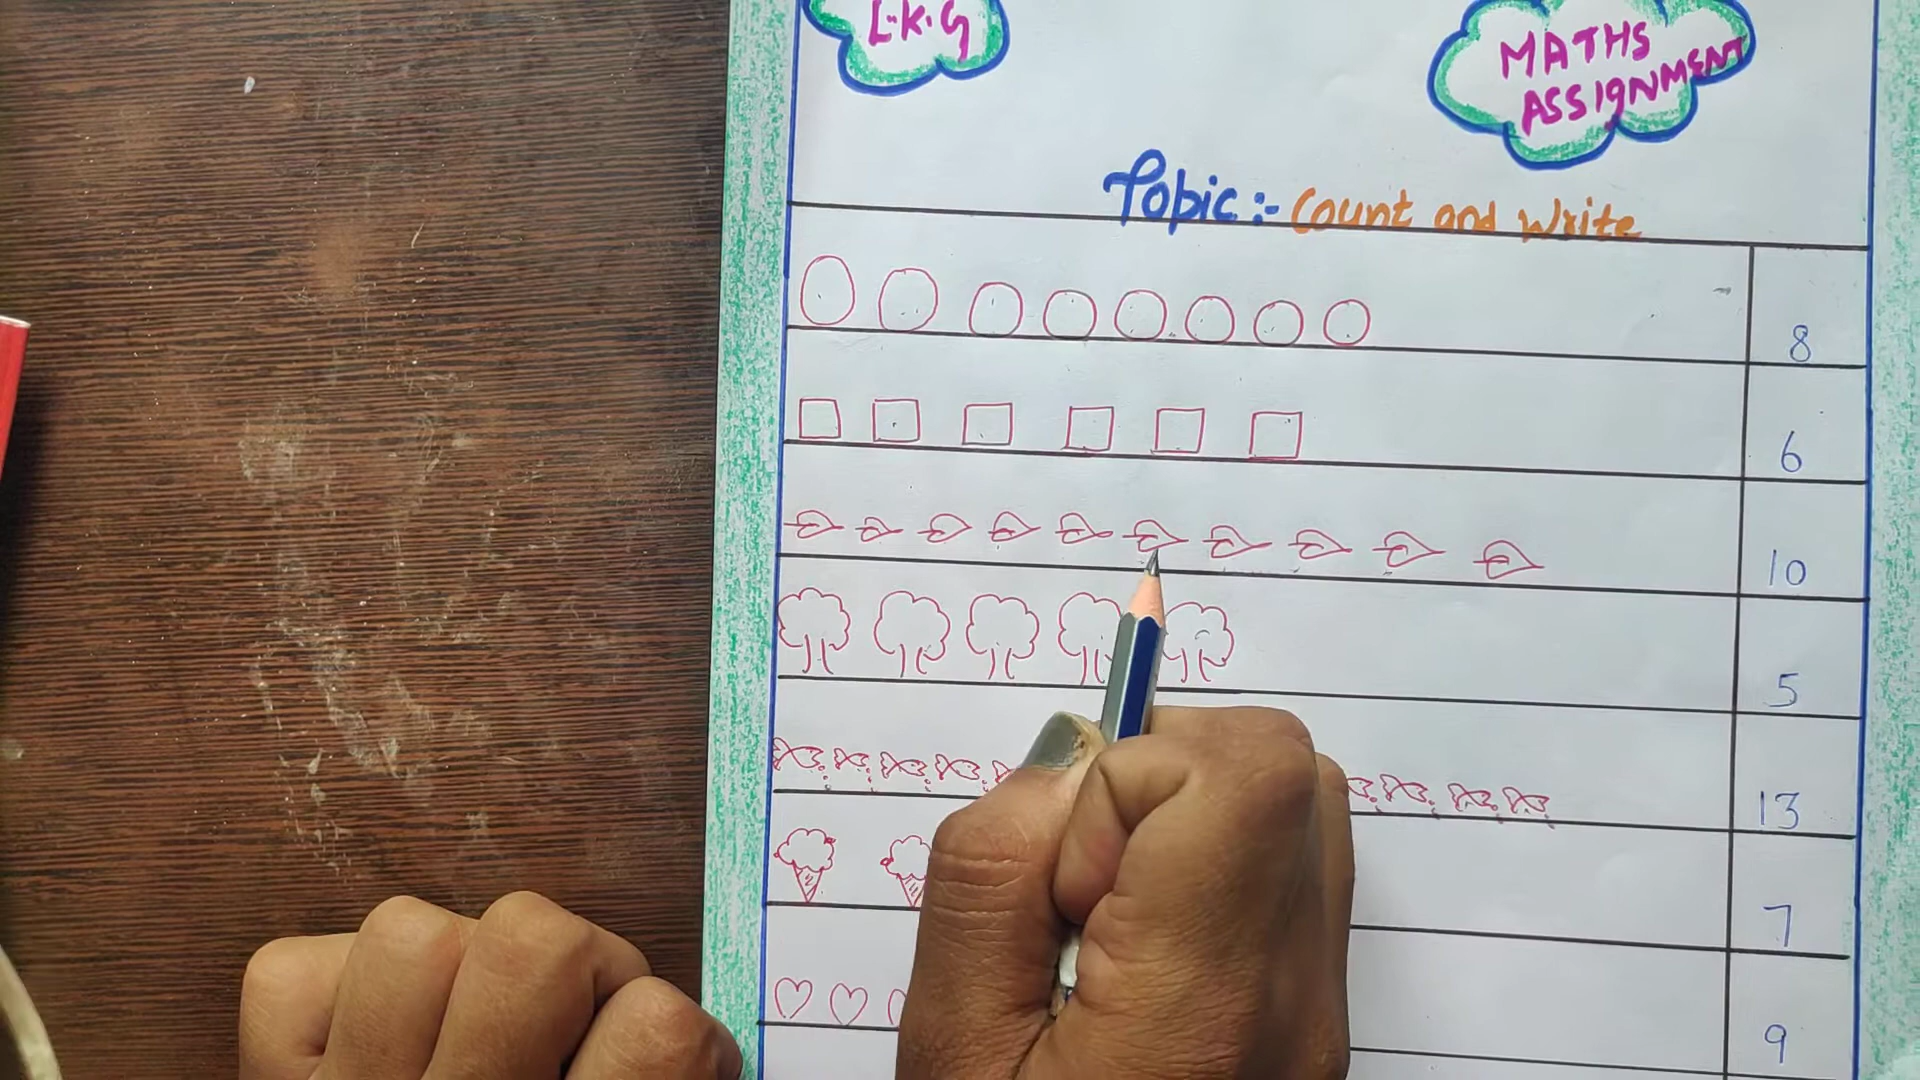 L.K.G
MATHS
ASSIGNMENT
Topic :- Count and Write
8
6
10
5
13
7
9